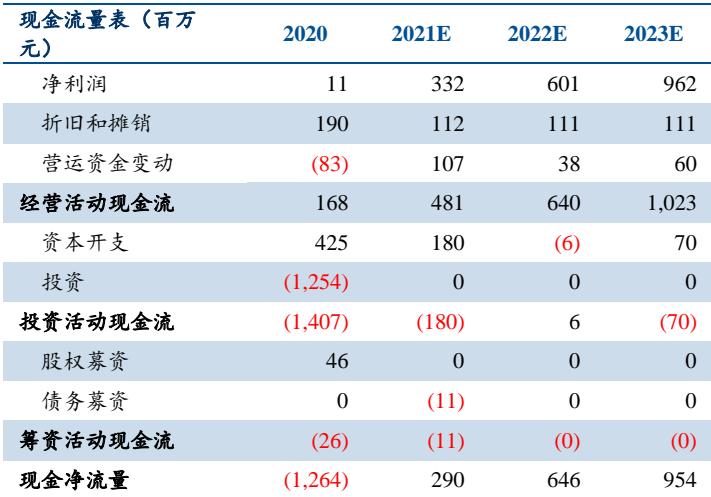 现金流量表（百万元） 2020 2021E 2022E 2023E
净利润 11 332 601 962
折旧和摊销 190 112 111 111
营运资金变动 (83) 107 38 60
经营活动现金流 168 481 640 1,023
资本开支 425 180 (6) 70
投资 (1,254) 0 0 0
投资活动现金流 (1,407) (180) 6 (70)
股权募资 46 0 0 0
债务募资 0 (11) 0 0
筹资活动现金流 (26) (11) (0) (0)
现金净流量 (1,264) 290 646 954